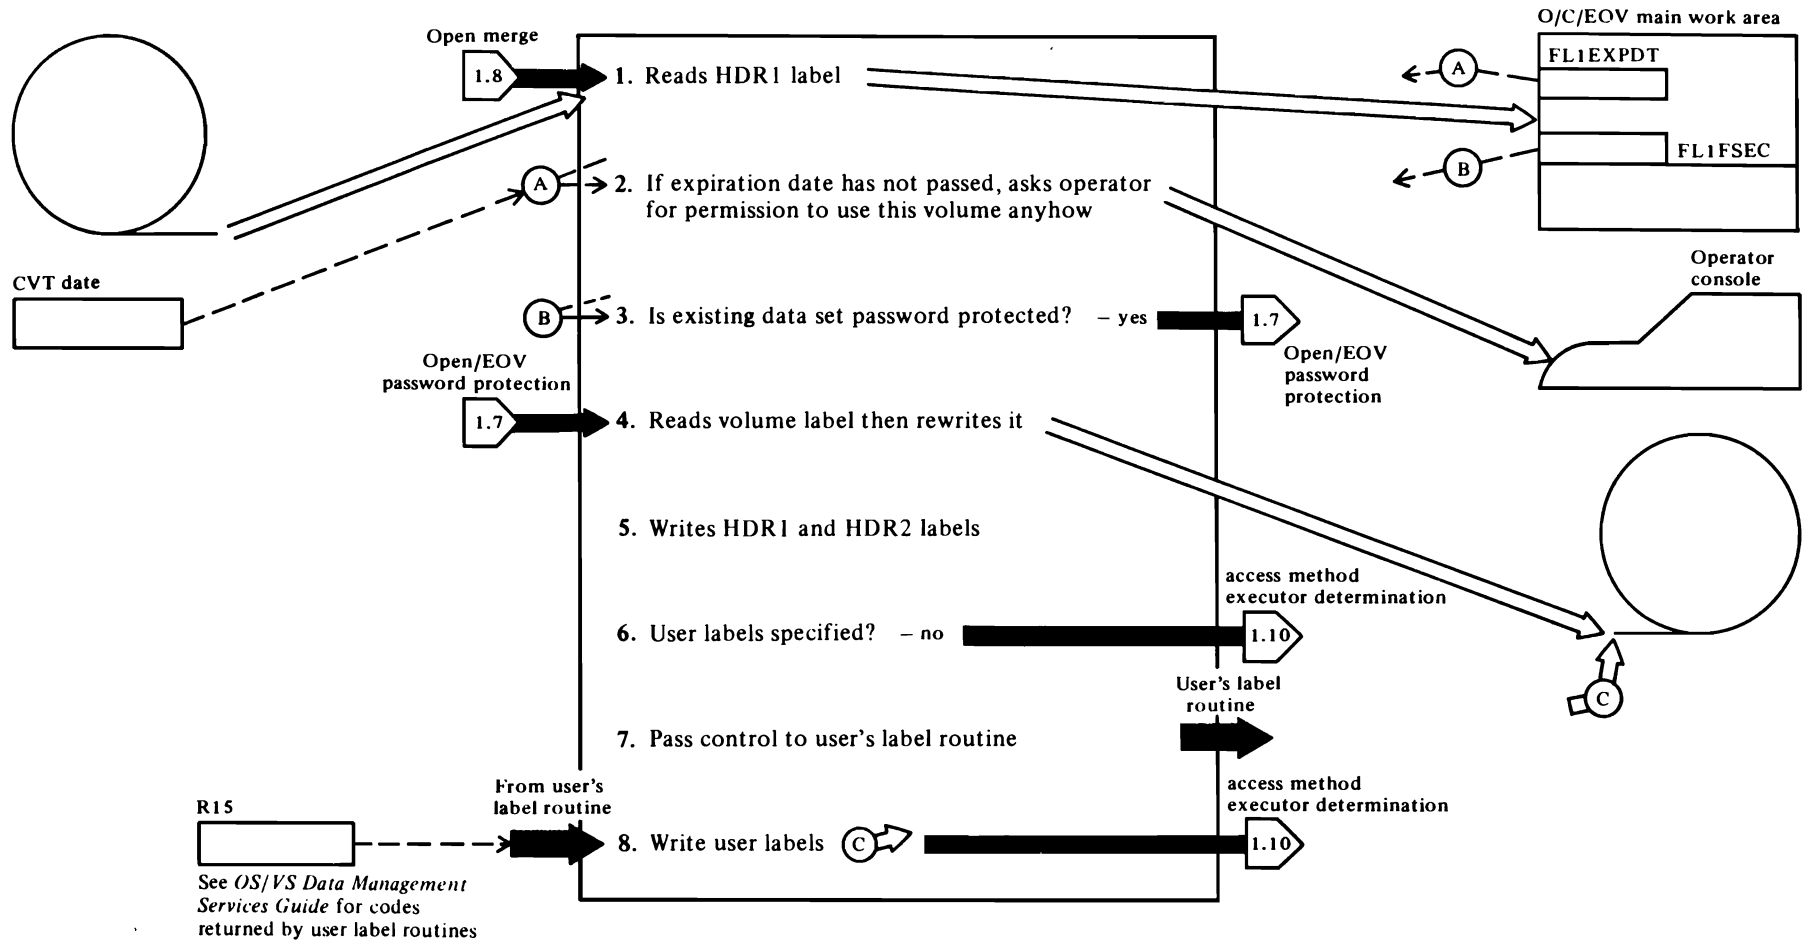 O/C/EOV main work area
Open merge
1.8
1. Reads HDR1 label
FL1EXPDT
A
FL1FSEC
B
A
2. If expiration date has not passed, asks operator
for permission to use this volume anyhow
Operator
console
CVT date
B
3. Is existing data set password protected? – yes
1.7
Open/EOV
password
protection
Open/EOV
password protection
1.7
4. Reads volume label then rewrites it
5. Writes HDR1 and HDR2 labels
access method
executor determination
6. User labels specified? – no
1.10
User's label
routine
C
7. Pass control to user's label routine
From user's
label routine
access method
executor determination
R15
8. Write user labels
C
1.10
See OS/VS Data Management
Services Guide for codes
returned by user label routines